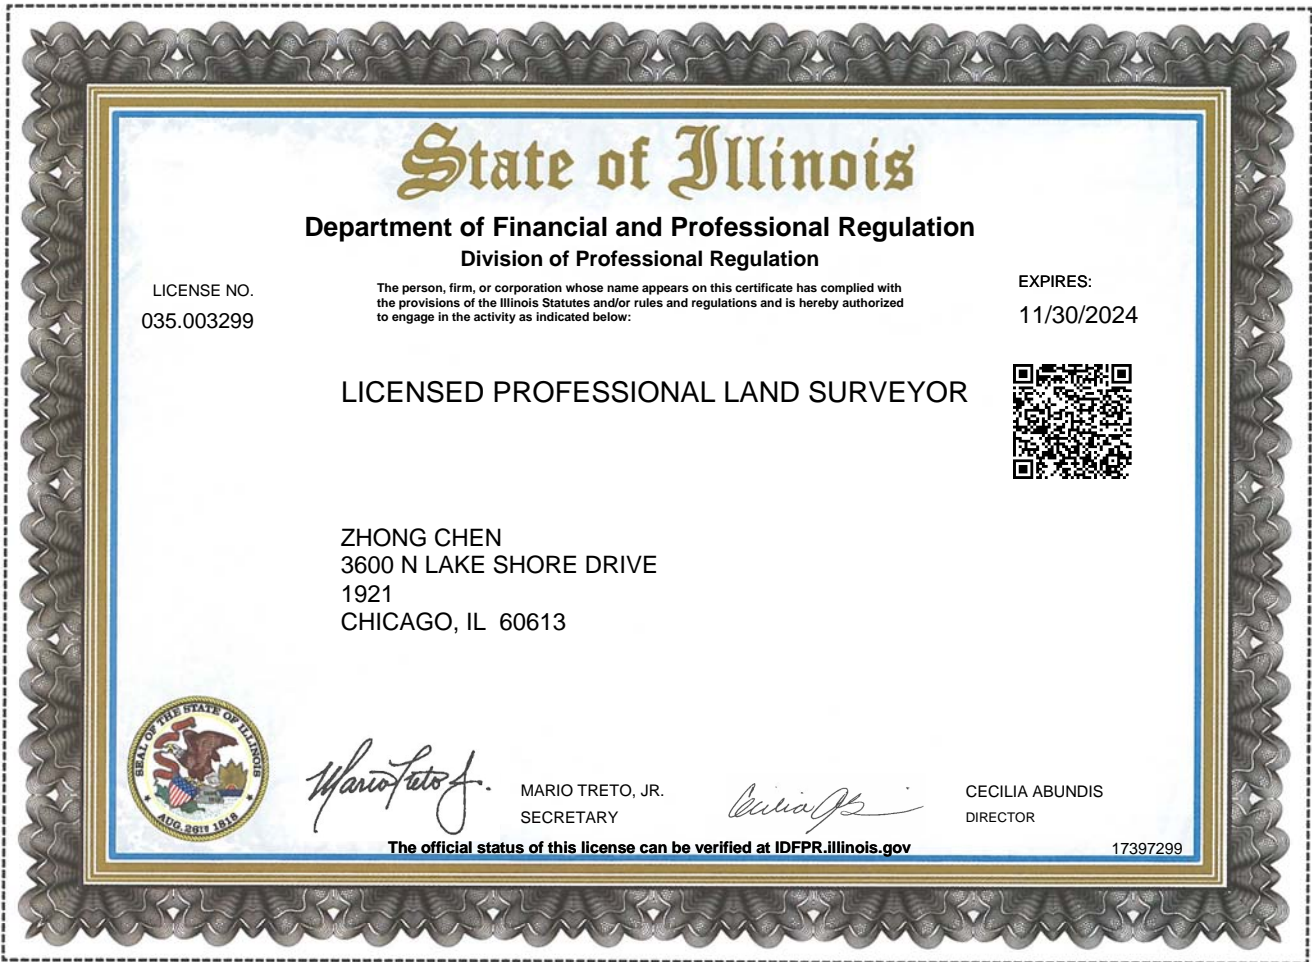 State of Illinois
Department of Financial and Professional Regulation
Division of Professional Regulation
LICENSE NO.
035.003299
The person, firm, or corporation whose name appears on this certificate has complied with
the provisions of the Illinois Statutes and/or rules and regulations and is hereby authorized
to engage in the activity as indicated below:
EXPIRES:
11/30/2024
LICENSED PROFESSIONAL LAND SURVEYOR
ZHONG CHEN
3600 N LAKE SHORE DRIVE
1921
CHICAGO, IL  60613
SEAL OF THE STATE OF ILLINOIS
AUG. 26TH 1818
Mario Treto Jr.
MARIO TRETO, JR.
SECRETARY
CECILIA ABUNDIS
DIRECTOR
The official status of this license can be verified at IDFPR.illinois.gov
17397299